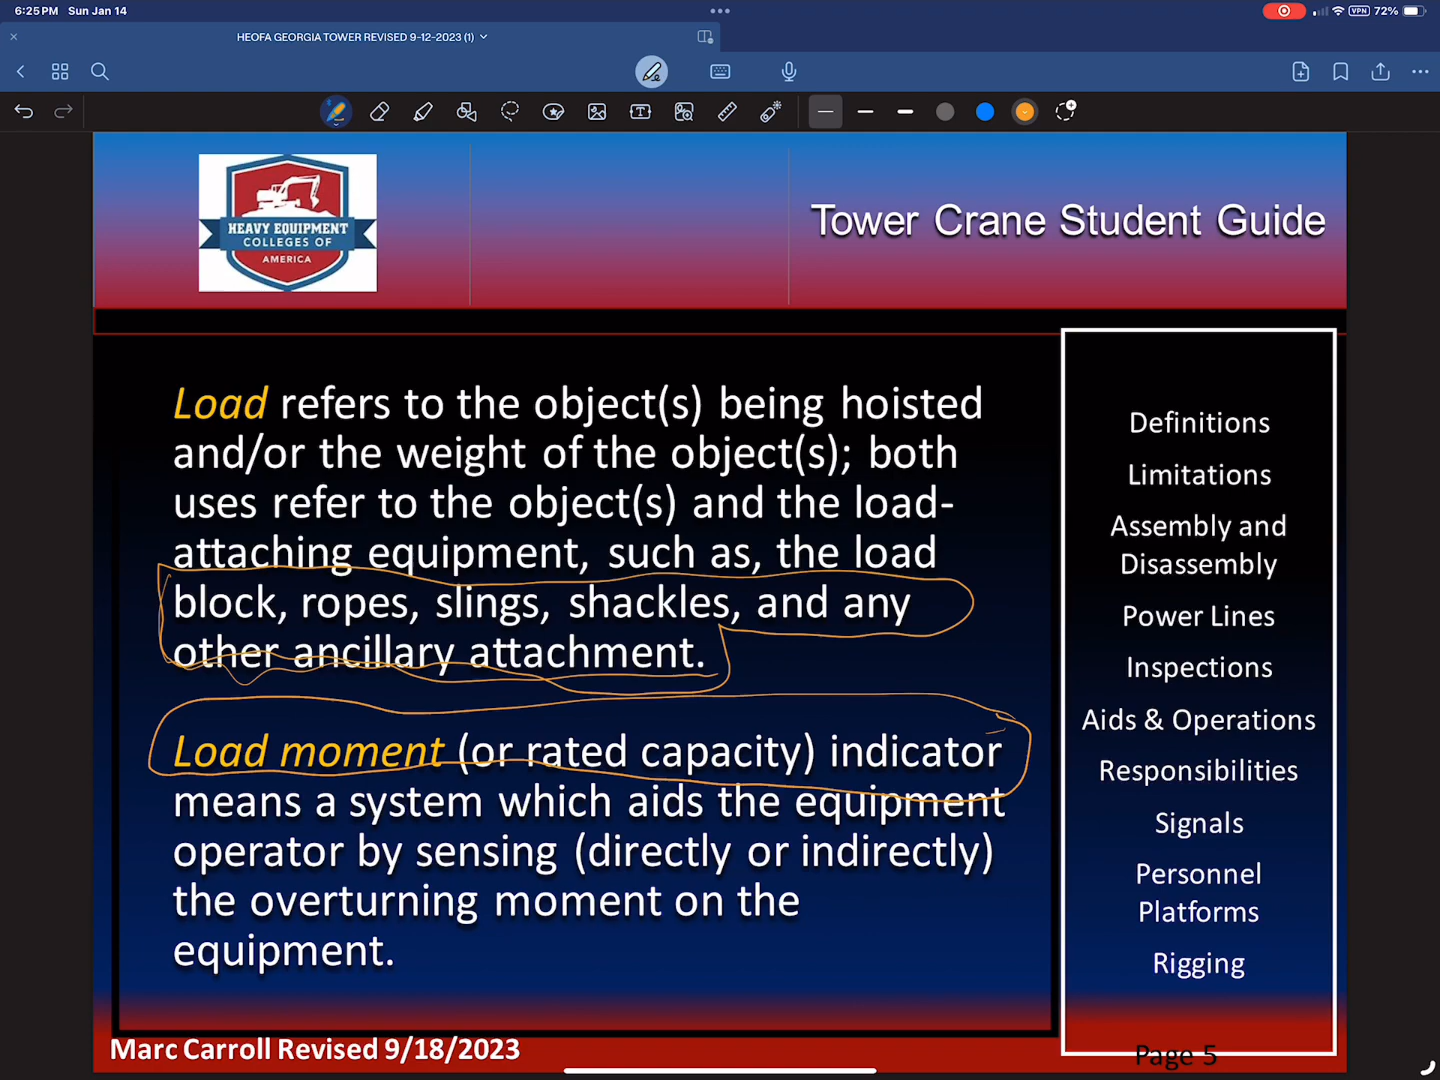 6:25 PM Sun Jan 14
VPN 72%
HEOFA GEORGIA TOWER REVISED 9-12-2023 (1)
HEAVY EQUIPMENT
COLLEGES OF
AMERICA
Tower Crane Student Guide
Load refers to the object(s) being hoisted
and/or the weight of the object(s); both
uses refer to the object(s) and the load-
attaching equipment, such as, the load
block, ropes, slings, shackles, and any
other ancillary attachment.
Load moment (or rated capacity) indicator
means a system which aids the equipment
operator by sensing (directly or indirectly)
the overturning moment on the
equipment.
Definitions
Limitations
Assembly and
Disassembly
Power Lines
Inspections
Aids & Operations
Responsibilities
Signals
Personnel
Platforms
Rigging
Marc Carroll Revised 9/18/2023
Page 5